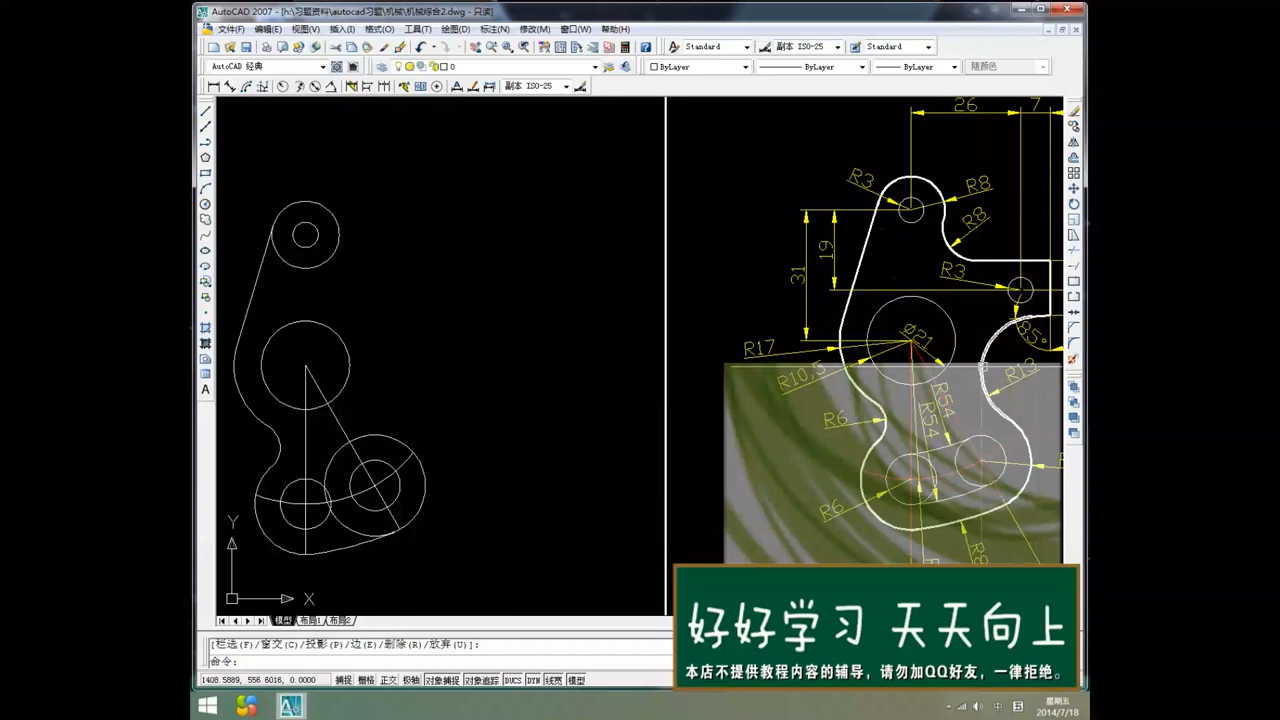 AutoCAD 2007 - [h:\习题资料\autocad习题\机械\机械综合2.dwg - 只读]
文件(F) 编辑(E) 视图(V) 插入(I) 格式(O) 工具(T) 绘图(D) 标注(N) 修改(M) 窗口(W) 帮助(H)
Standard 副本 ISO-25 Standard
AutoCAD 经典 0 ByLayer ByLayer ByLayer 随颜色
副本 ISO-25
26 7
R3 R8
R8
19
31
R3
85°
Ø21
R17
R10.5
R13
R54
R54
R6
R6
R8
Y
X
模型 布局1 布局2
[栏选(F)/窗交(C)/投影(P)/边(E)/删除(R)/放弃(U)]:
命令:
1408.5889, 556.6016, 0.0000 捕捉 栅格 正交 极轴 对象捕捉 对象追踪 DUCS DYN 线宽 模型
好好学习 天天向上
本店不提供教程内容的辅导，请勿加QQ好友，一律拒绝。
中 五
星期五
2014/7/18